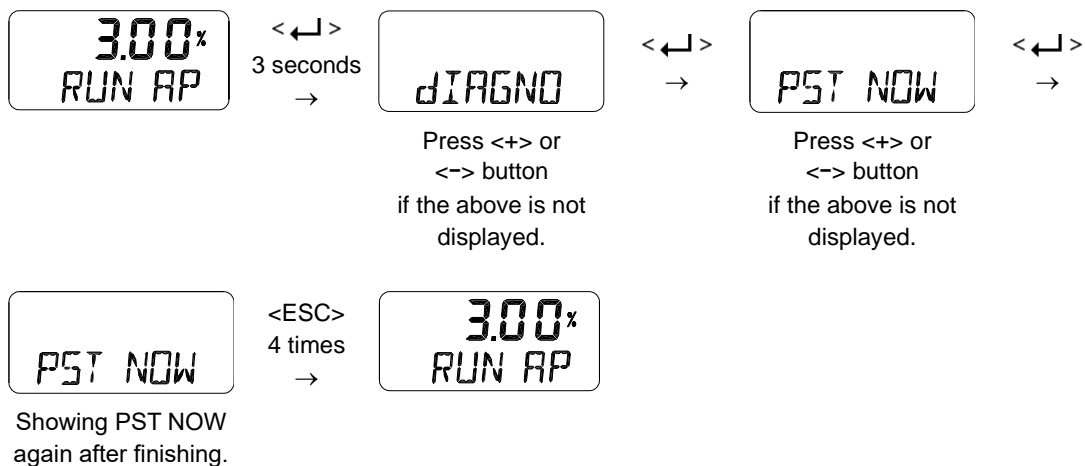 3.00%
RUN AP
< ↵ >
3 seconds
→
dIAGNO
Press <+> or
<-> button
if the above is not
displayed.
< ↵ >
→
PST NOW
Press <+> or
<-> button
if the above is not
displayed.
< ↵ >
→
PST NOW
Showing PST NOW
again after finishing.
<ESC>
4 times
→
3.00%
RUN AP